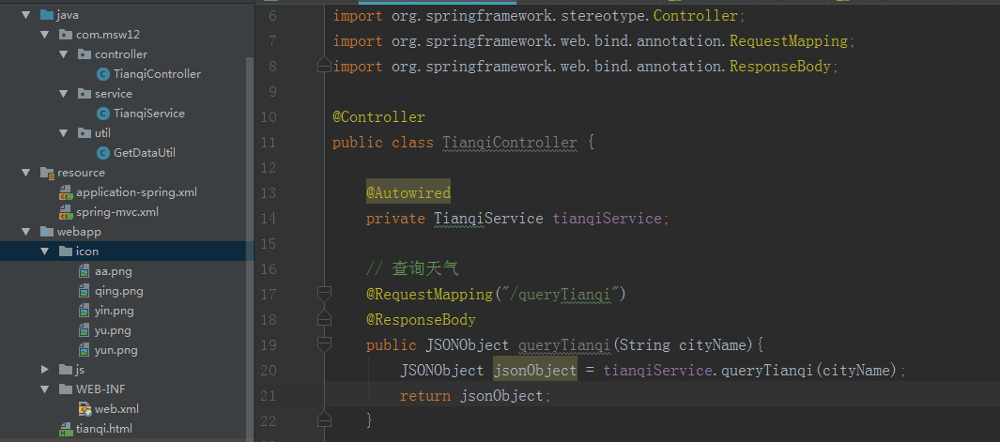 java
com.msw12
controller
TianqiController
service
TianqiService
util
GetDataUtil
resource
application-spring.xml
spring-mvc.xml
webapp
icon
aa.png
qing.png
yin.png
yu.png
yun.png
js
WEB-INF
web.xml
tianqi.html
6 import org.springframework.stereotype.Controller;
7 import org.springframework.web.bind.annotation.RequestMapping;
8 import org.springframework.web.bind.annotation.ResponseBody;
9
10 @Controller
11 public class TianqiController {
12
13 @Autowired
14 private TianqiService tianqiService;
15
16 // 查询天气
17 @RequestMapping("/queryTianqi")
18 @ResponseBody
19 public JSONObject queryTianqi(String cityName){
20 JSONObject jsonObject = tianqiService.queryTianqi(cityName);
21 return jsonObject;
22 }